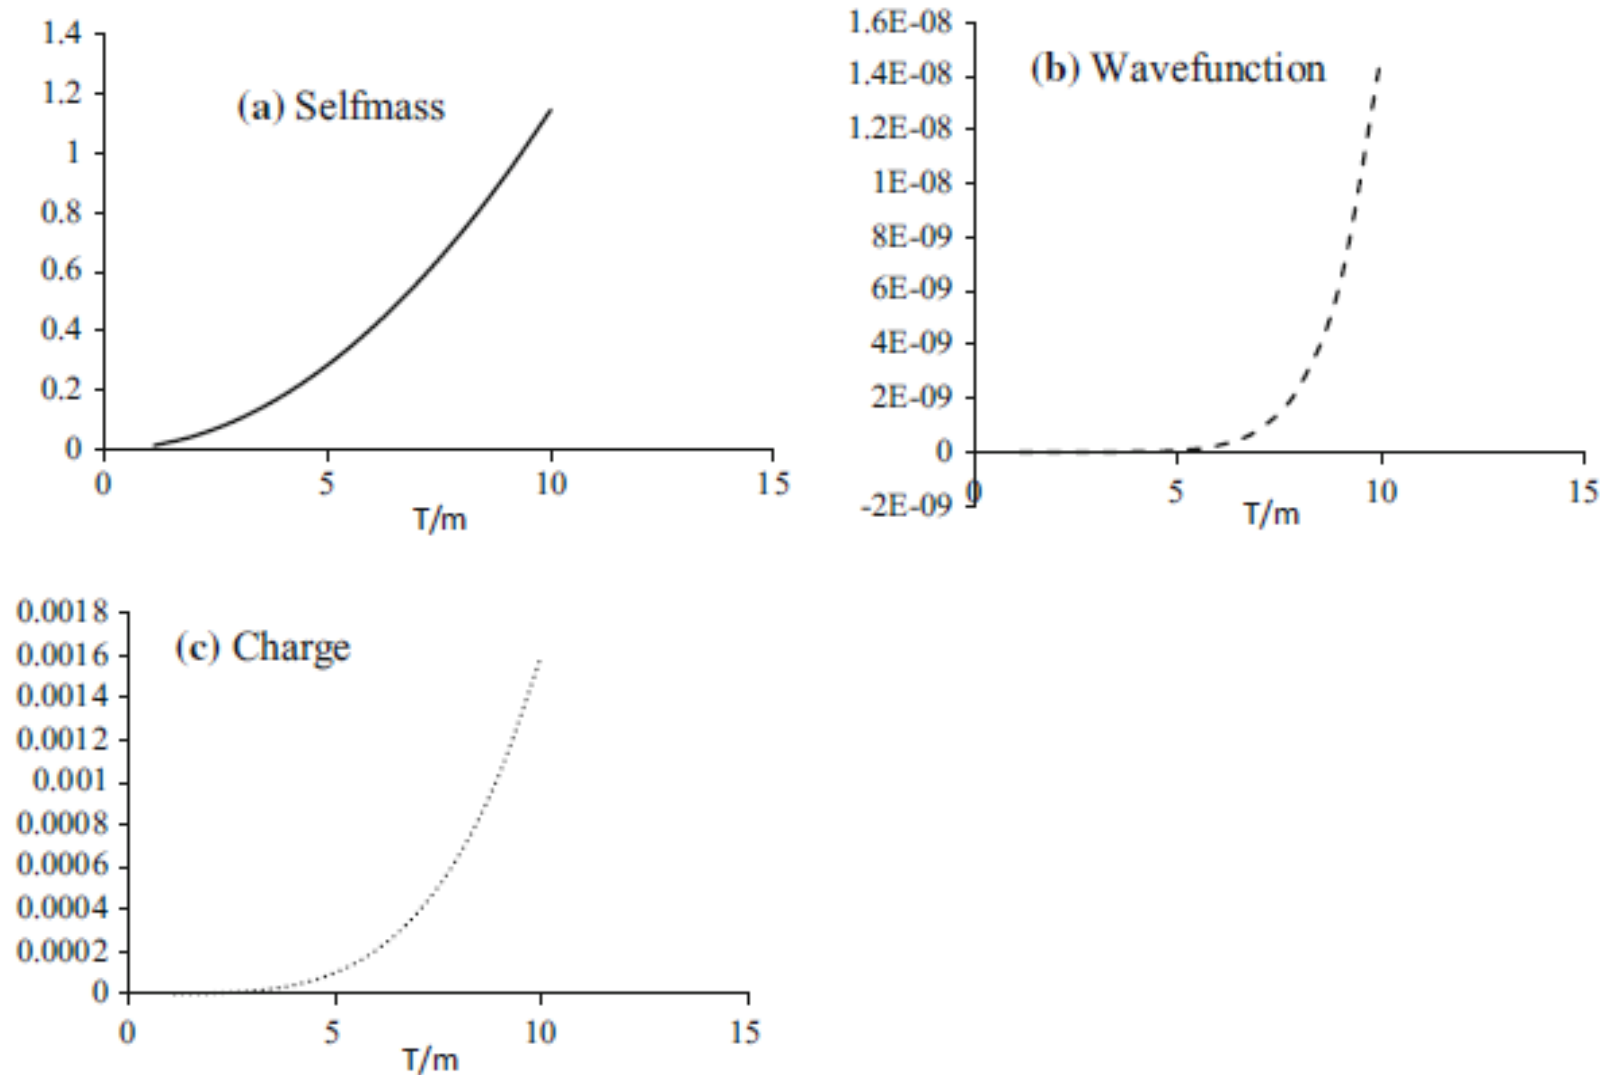 1.4
1.2
(a) Selfmass
1
0.8
0.6
0.4
0.2
0
0 5 10 15
T/m
1.6E-08
(b) Wavefunction
1.4E-08
1.2E-08
1E-08
8E-09
6E-09
4E-09
2E-09
0
0 5 10 15
-2E-09
T/m
0.0018
(c) Charge
0.0016
0.0014
0.0012
0.001
0.0008
0.0006
0.0004
0.0002
0
0 5 10 15
T/m